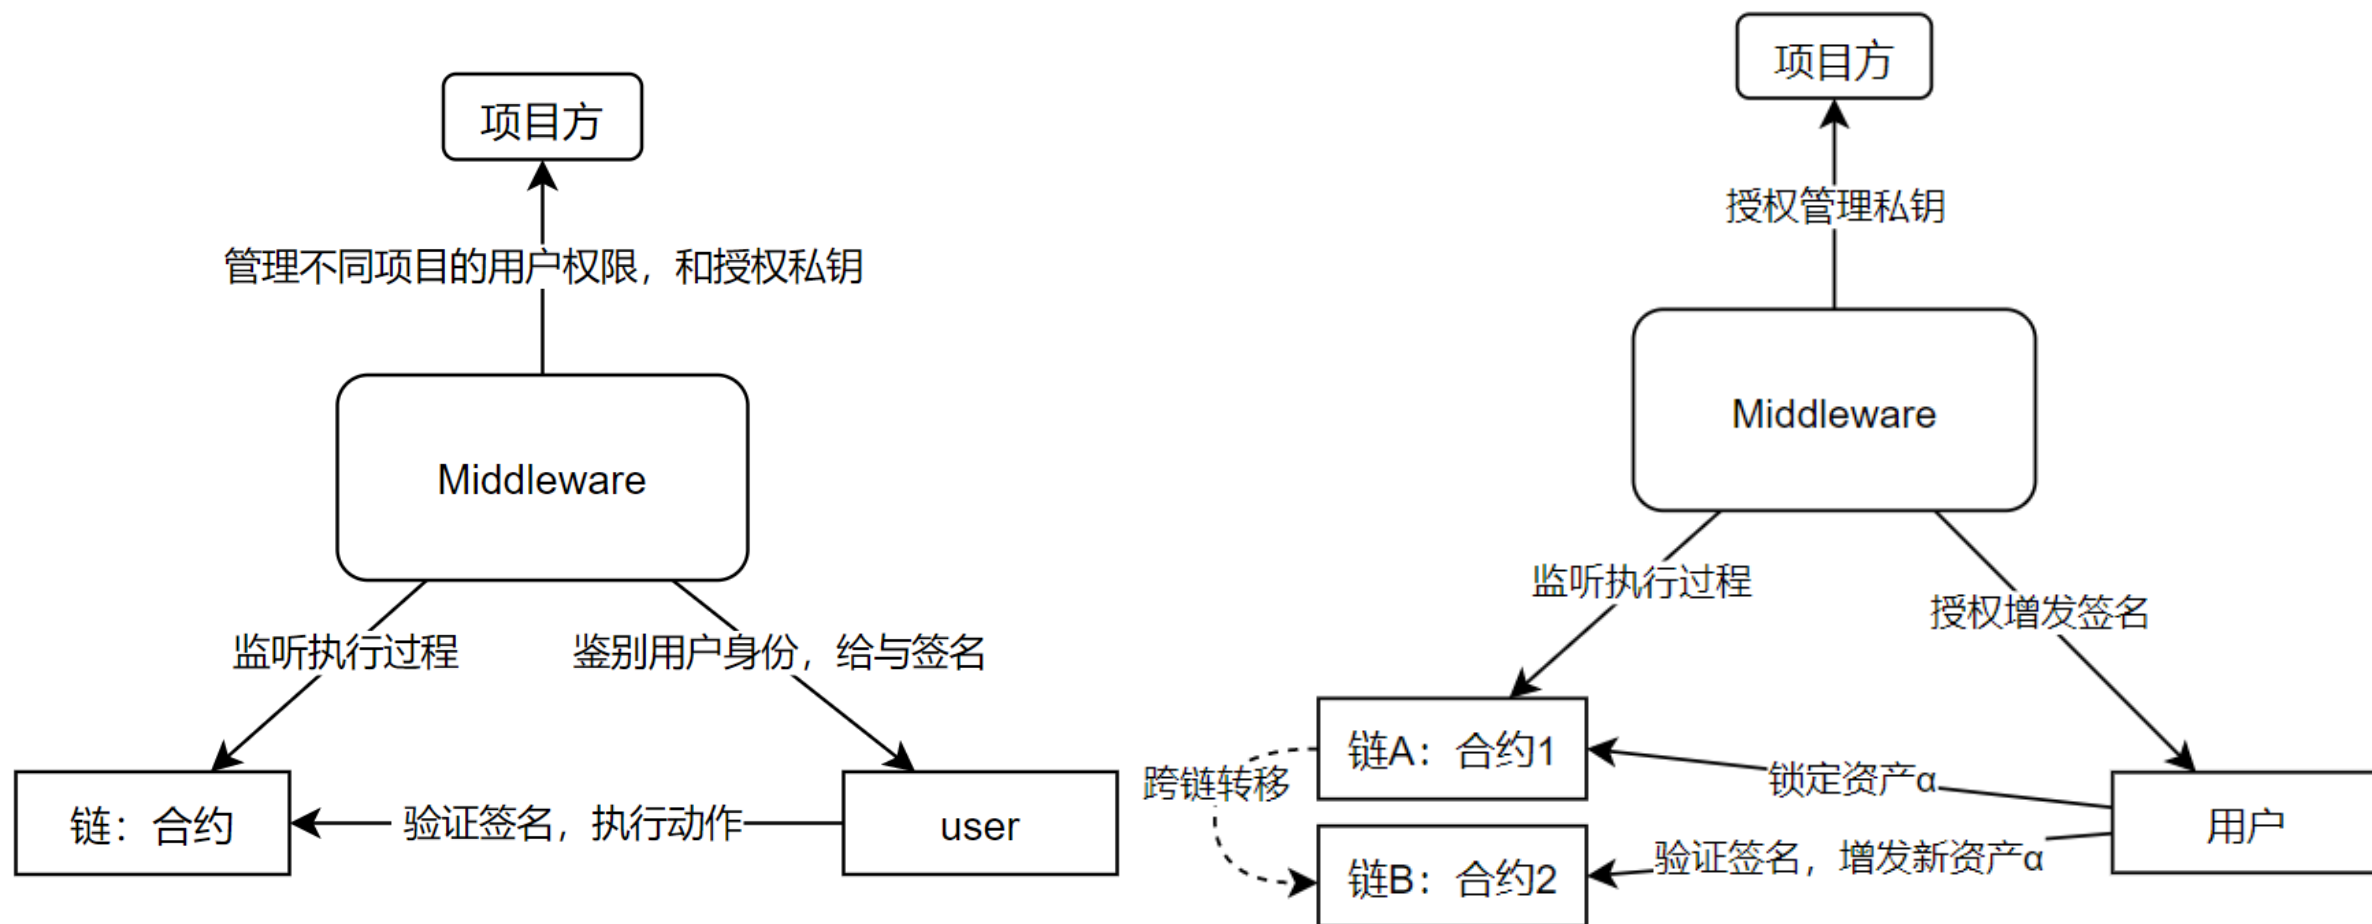 项目方
管理不同项目的用户权限，和授权私钥
Middleware
监听执行过程
鉴别用户身份，给与签名
链：合约
验证签名，执行动作
user
项目方
授权管理私钥
Middleware
监听执行过程
授权增发签名
链A：合约1
跨链转移
锁定资产α
用户
验证签名，增发新资产α
链B：合约2